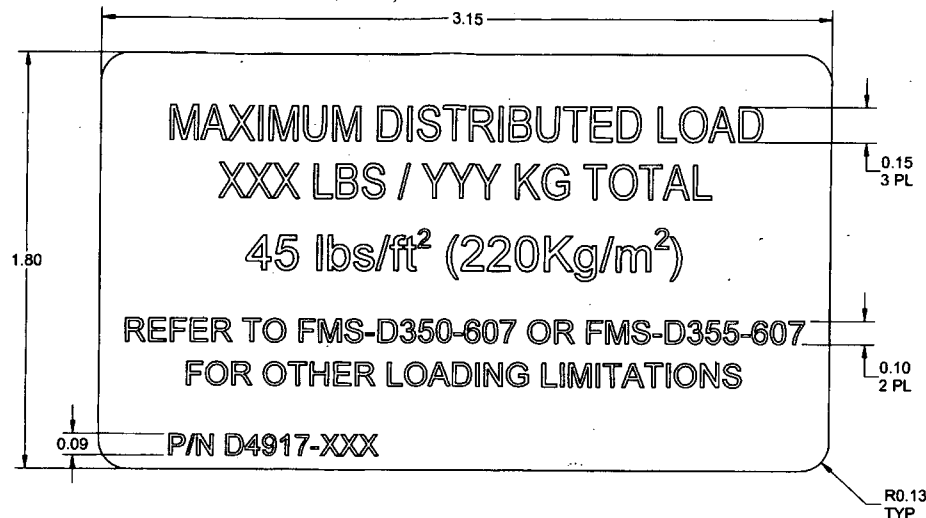 3.15
MAXIMUM DISTRIBUTED LOAD
0.15
3 PL
XXX LBS / YYY KG TOTAL
1.80
45 lbs/ft² (220Kg/m²)
REFER TO FMS-D350-607 OR FMS-D355-607
0.10
2 PL
FOR OTHER LOADING LIMITATIONS
0.09
P/N D4917-XXX
R0.13
TYP